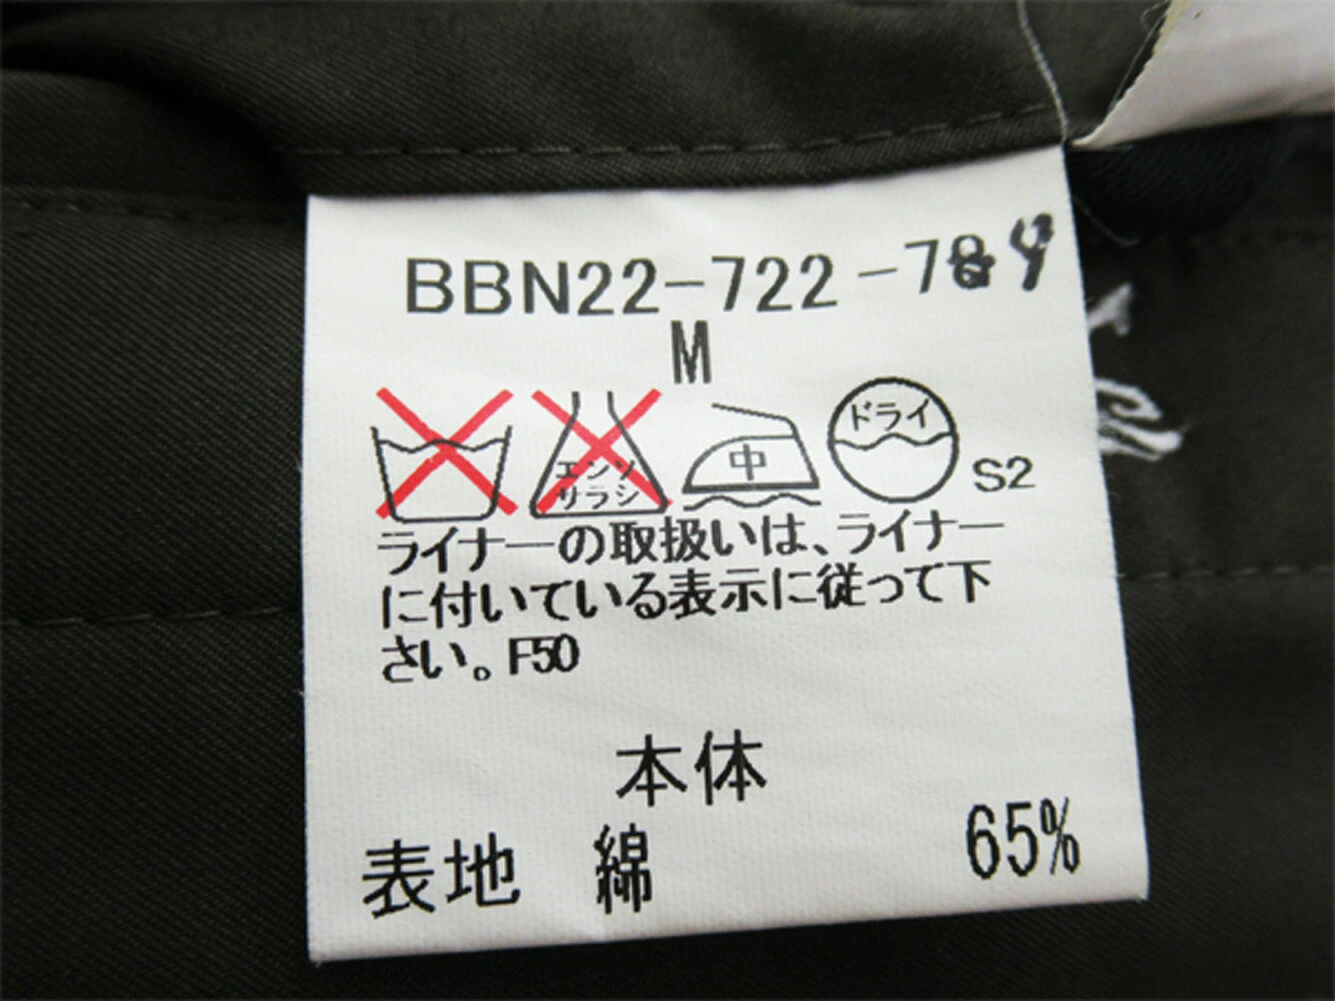 BBN22-722-7
M
エンソ
サラシ
中
ドライ
S2
ライナーの取扱いは、ライナー
に付いている表示に従って下
さい。F50
本体
表地 綿 65%